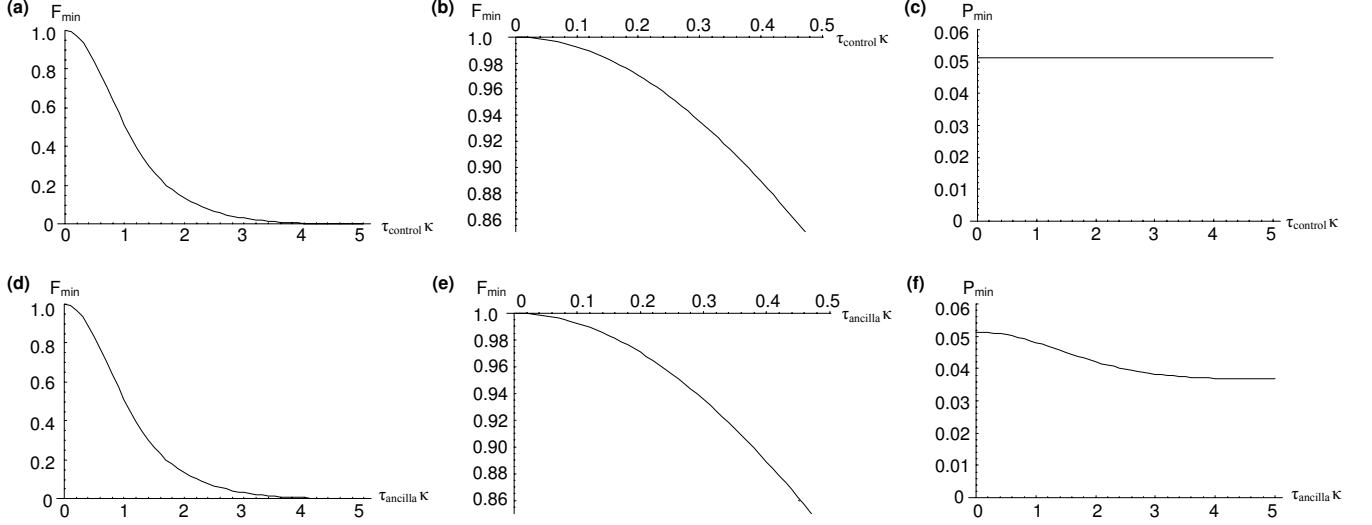 (a)
F_min
1.0
0.8
0.6
0.4
0.2
0
0 1 2 3 4 5
τ_control κ
(b)
F_min
0 0.1 0.2 0.3 0.4 0.5
τ_control κ
1.0
0.98
0.96
0.94
0.92
0.90
0.88
0.86
(c)
P_min
0.06
0.05
0.04
0.03
0.02
0.01
0
0 1 2 3 4 5
τ_control κ
(d)
F_min
1.0
0.8
0.6
0.4
0.2
0
0 1 2 3 4 5
τ_ancilla κ
(e)
F_min
0 0.1 0.2 0.3 0.4 0.5
τ_ancilla κ
1.0
0.98
0.96
0.94
0.92
0.90
0.88
0.86
(f)
P_min
0.06
0.05
0.04
0.03
0.02
0.01
0
0 1 2 3 4 5
τ_ancilla κ